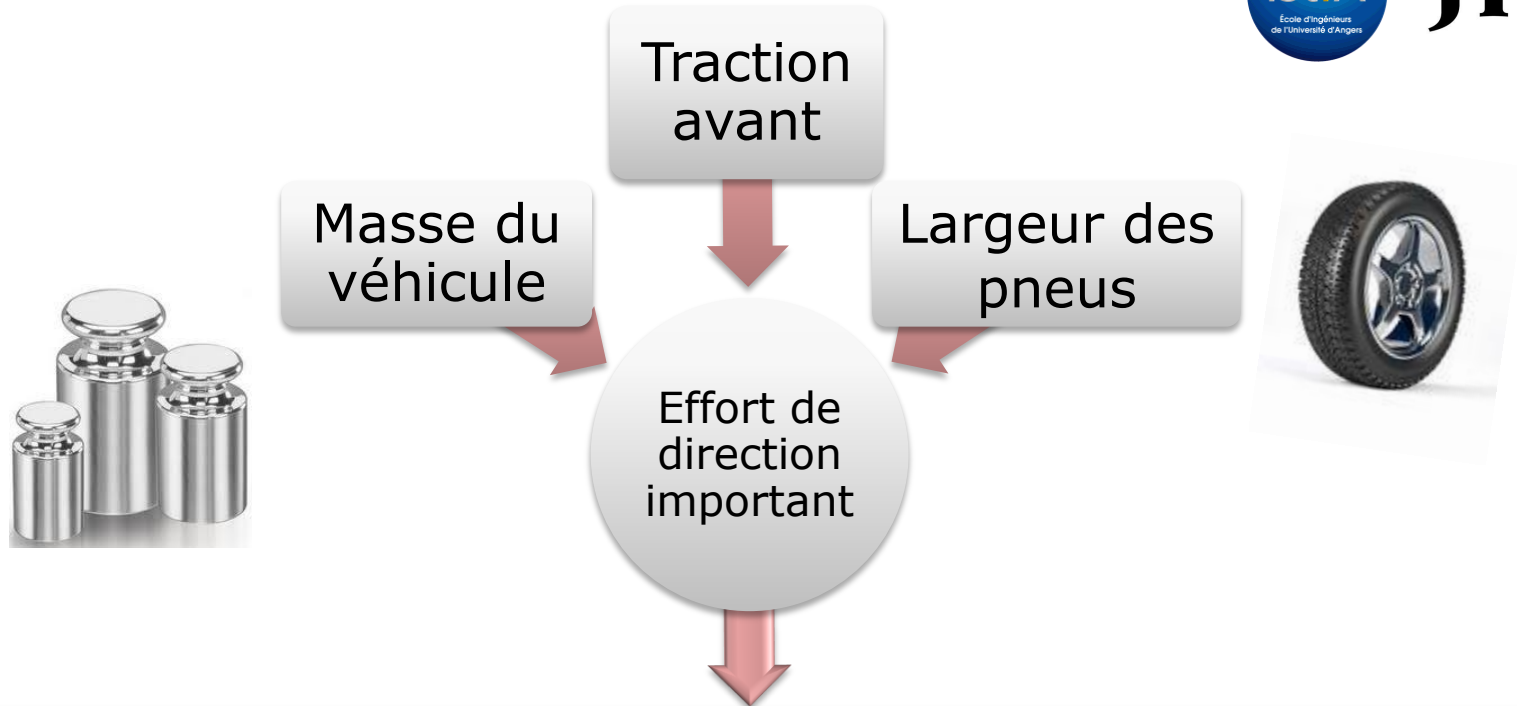 École d'Ingénieurs
de l'Université d'Angers
Traction
avant
Masse du
véhicule
Largeur des
pneus
Effort de
direction
important